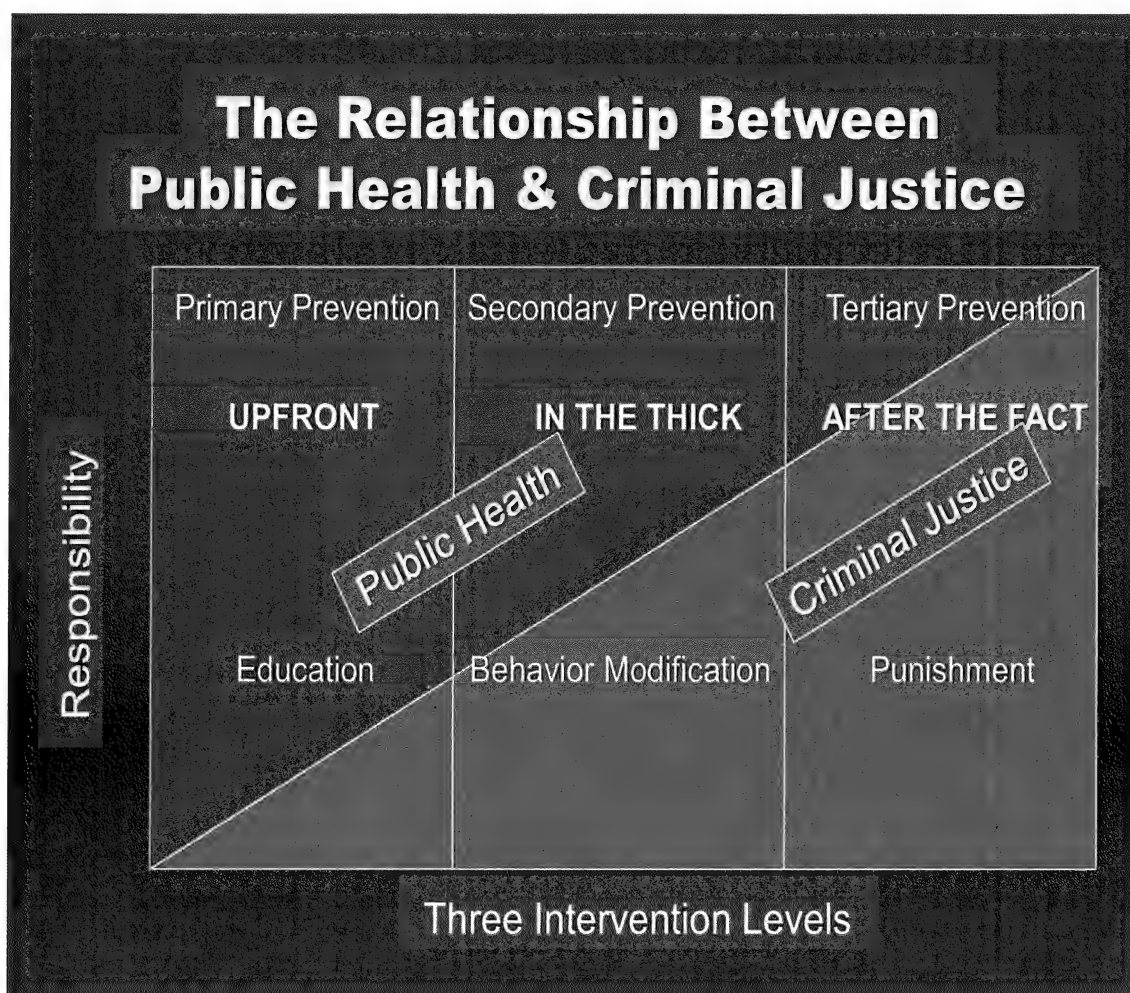 The Relationship Between
Public Health & Criminal Justice
Primary Prevention
Secondary Prevention
Tertiary Prevention
UPFRONT
IN THE THICK
AFTER THE FACT
Public Health
Criminal Justice
Responsibility
Education
Behavior Modification
Punishment
Three Intervention Levels